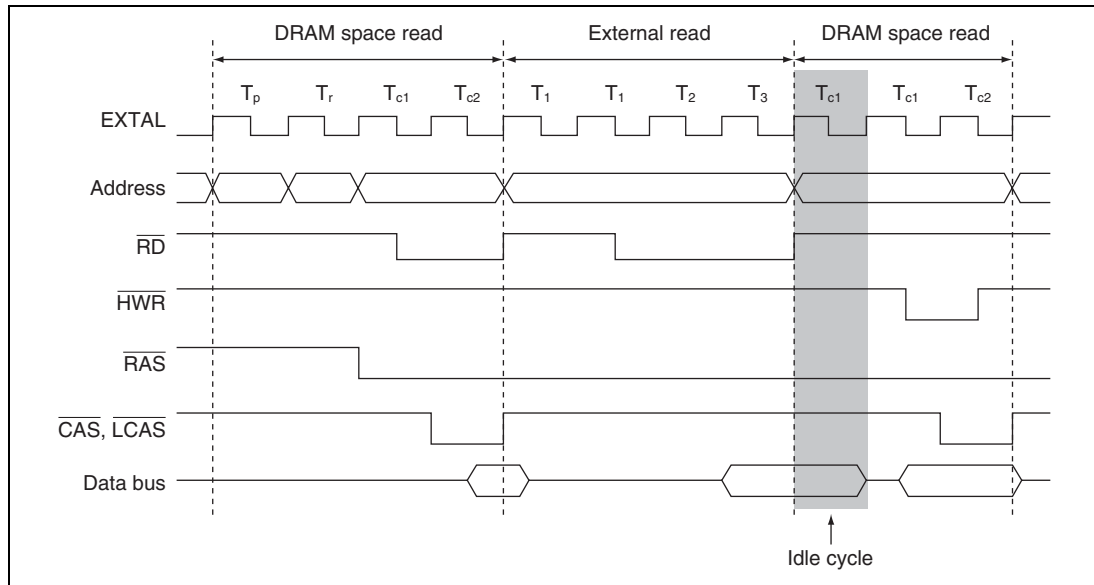 DRAM space read External read DRAM space read
Tp Tr Tc1 Tc2 T1 T1 T2 T3 Tc1 Tc1 Tc2
EXTAL
Address
RD
HWR
RAS
CAS, LCAS
Data bus
Idle cycle